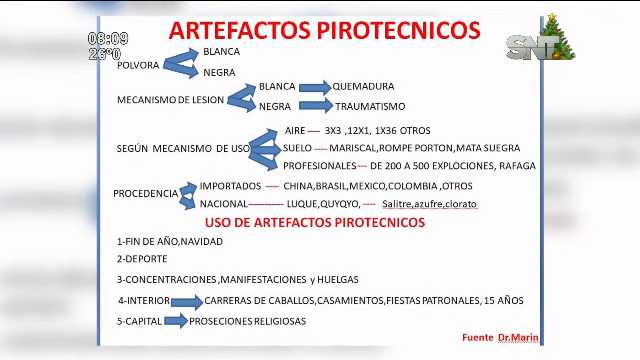 ARTEFACTOS PIROTECNICOS
08:09
26°0
SNT
POLVORA
BLANCA
NEGRA
MECANISMO DE LESION
BLANCA QUEMADURA
NEGRA TRAUMATISMO
SEGÚN MECANISMO DE USO
AIRE ---- 3X3 ,12X1, 1X36 OTROS
SUELO ---- MARISCAL,ROMPE PORTON,MATA SUEGRA
PROFESIONALES---- DE 200 A 500 EXPLOCIONES, RAFAGA
PROCEDENCIA
IMPORTADOS ---- CHINA,BRASIL,MEXICO,COLOMBIA ,OTROS
NACIONAL----------- LUQUE,QUYQYO, ---- Salitre,azufre,clorato
USO DE ARTEFACTOS PIROTECNICOS
1-FIN DE AÑO,NAVIDAD
2-DEPORTE
3-CONCENTRACIONES,MANIFESTACIONES y HUELGAS
4-INTERIOR CARRERAS DE CABALLOS,CASAMIENTOS,FIESTAS PATRONALES, 15 AÑOS
5-CAPITAL PROSECIONES RELIGIOSAS
Fuente Dr.Marin